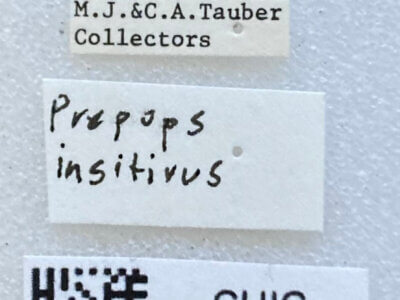 M.J.&C.A.Tauber
Collectors
Prepops
insitivus